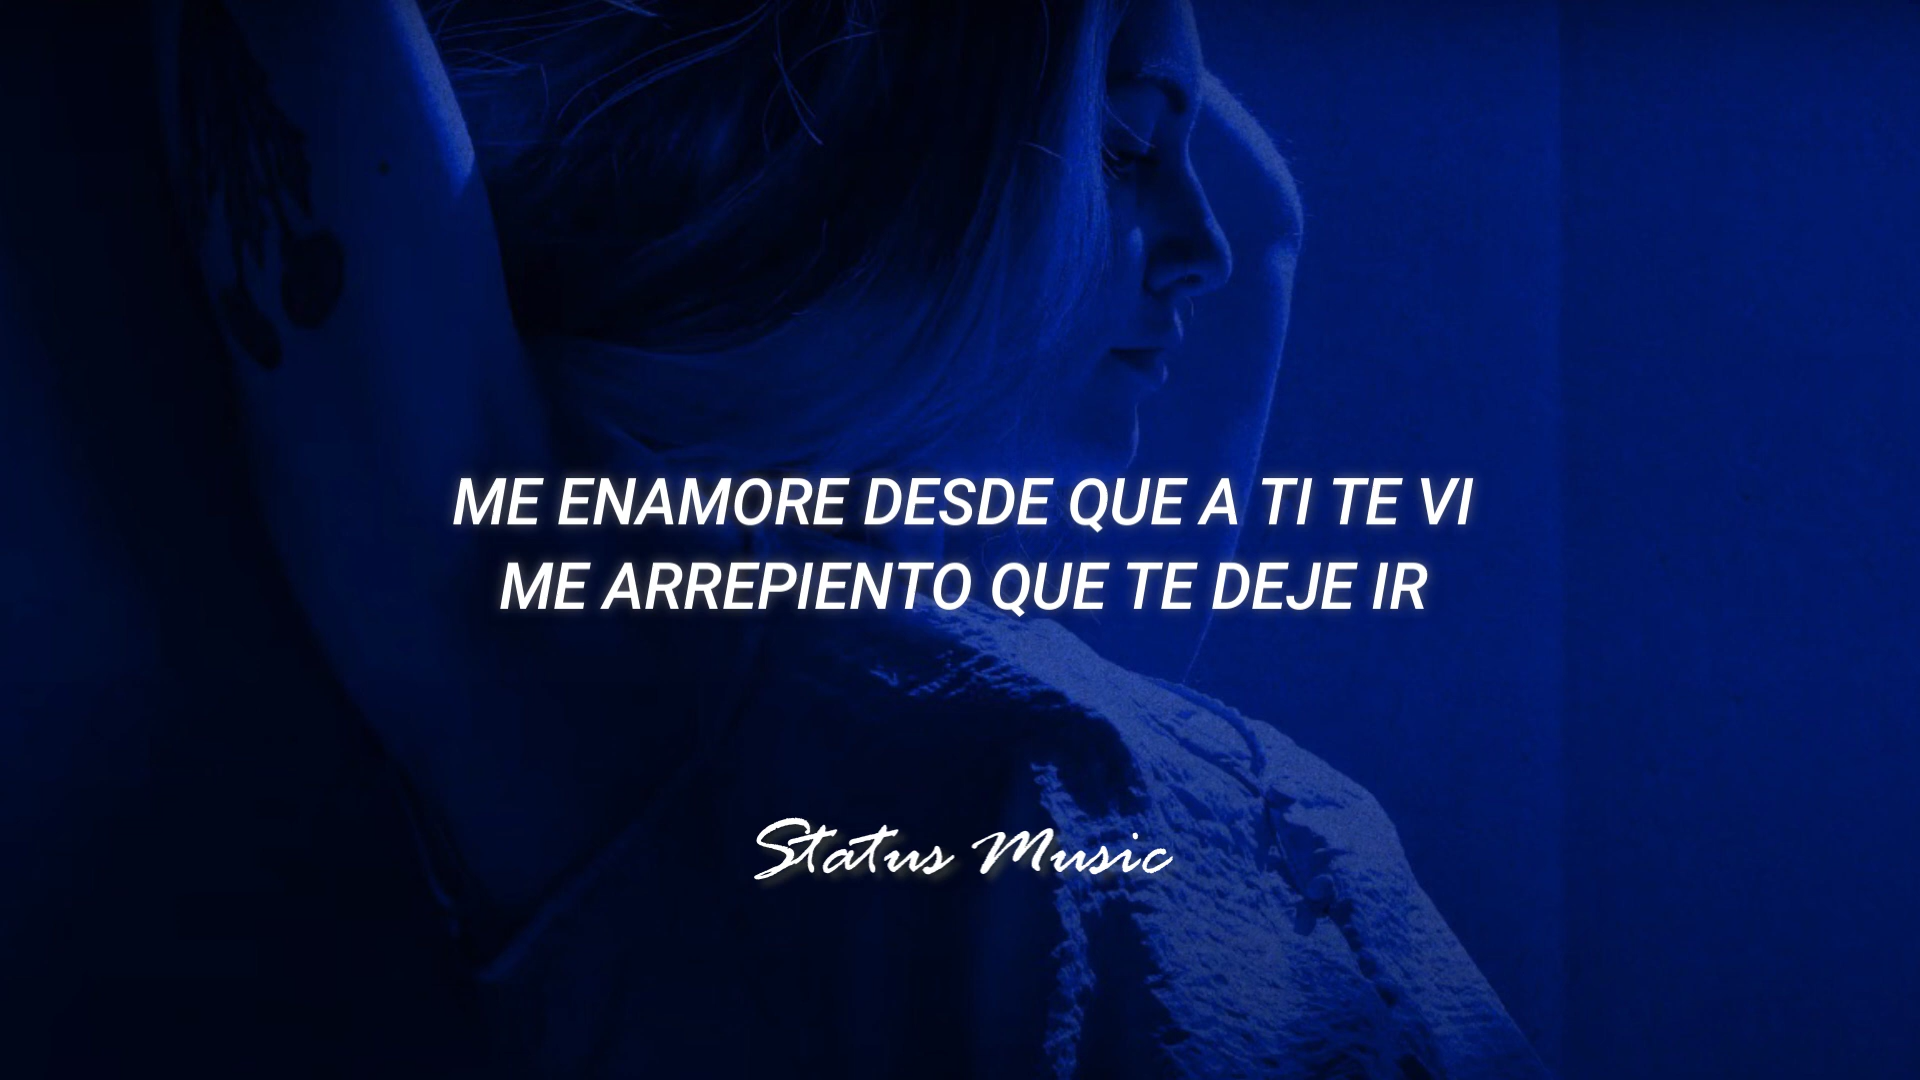 ME ENAMORE DESDE QUE A TI TE VI
ME ARREPIENTO QUE TE DEJE IR
Status Music